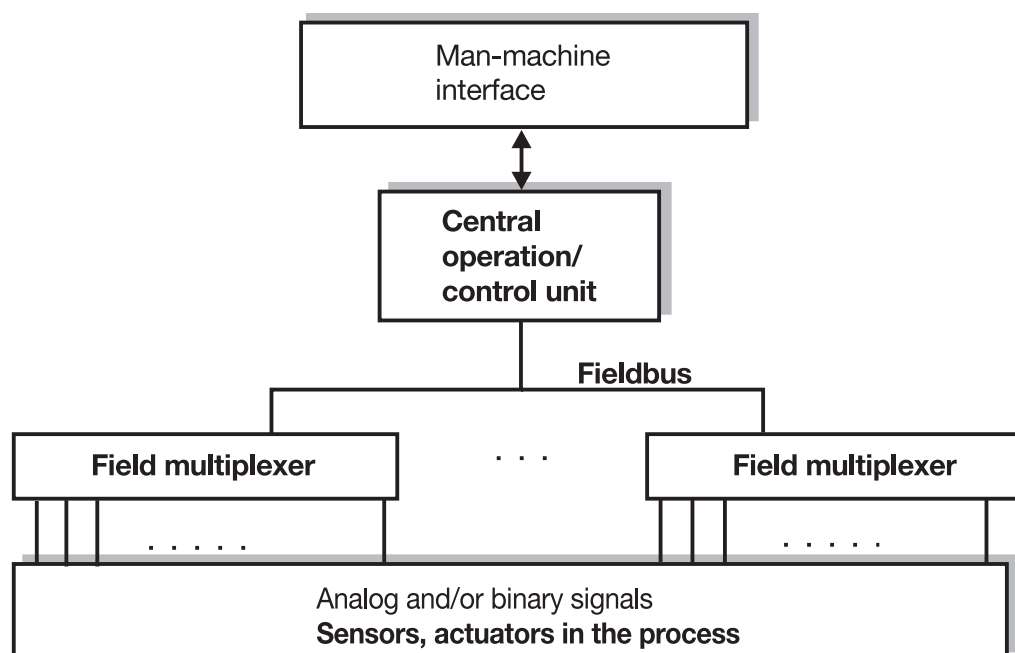 Man-machine
interface
Central
operation/
control unit
Fieldbus
Field multiplexer
. . .
Field multiplexer
. . . . .
. . . . .
Analog and/or binary signals
Sensors, actuators in the process